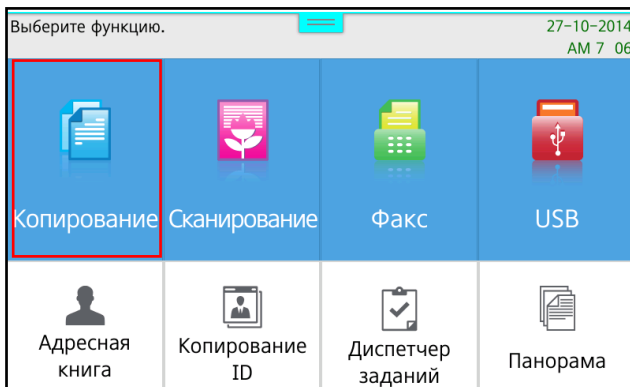 Выберите функцию.
27-10-2014
AM 7 06
Копирование
Сканирование
Факс
USB
Адресная
книга
Копирование
ID
Диспетчер
заданий
Панорама